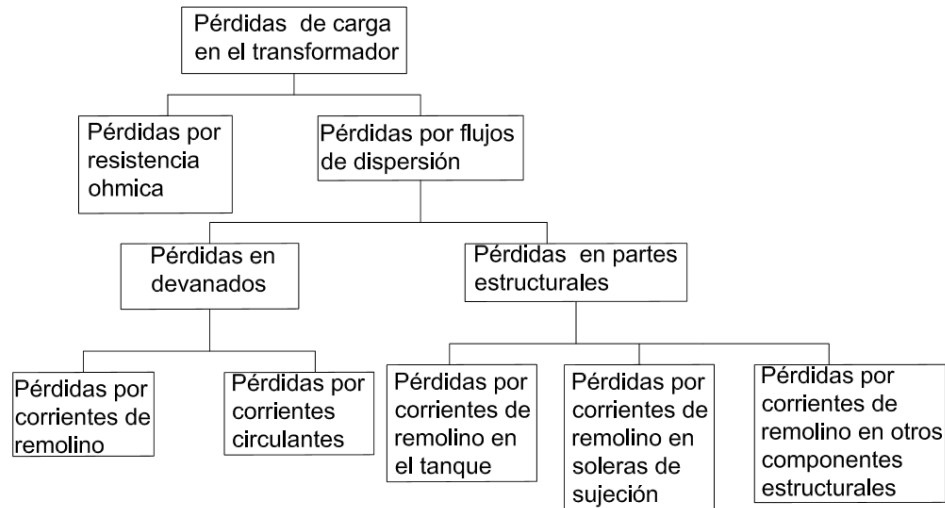 Pérdidas de carga
en el transformador
Pérdidas por
resistencia
ohmica
Pérdidas por flujos
de dispersión
Pérdidas en
devanados
Pérdidas en partes
estructurales
Pérdidas por
corrientes de
remolino
Pérdidas por
corrientes
circulantes
Pérdidas por
corrientes de
remolino en
el tanque
Pérdidas por
corrientes de
remolino en
soleras de
sujeción
Pérdidas por
corrientes de
remolino en otros
componentes
estructurales